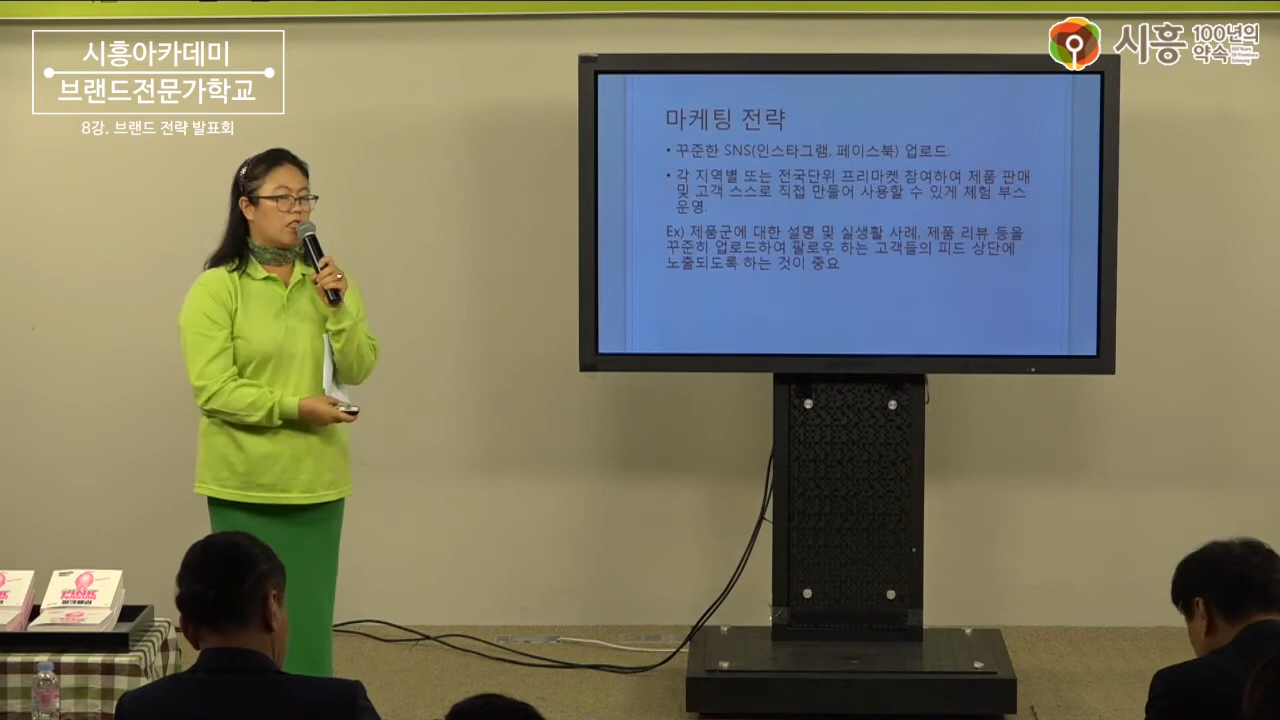 시흥아카데미
브랜드전문가학교
8강. 브랜드 전략 발표회
시흥 100년의 약속
마케팅 전략
• 꾸준한 SNS(인스타그램, 페이스북) 업로드.
• 각 지역별 또는 전국단위 프리마켓 참여하여 제품 판매
및 고객 스스로 직접 만들어 사용할 수 있게 체험 부스
운영.
Ex) 제품군에 대한 설명 및 실생활 사례, 제품 리뷰 등을
꾸준히 업로드하여 팔로우 하는 고객들의 피드 상단에
노출되도록 하는 것이 중요
PINK